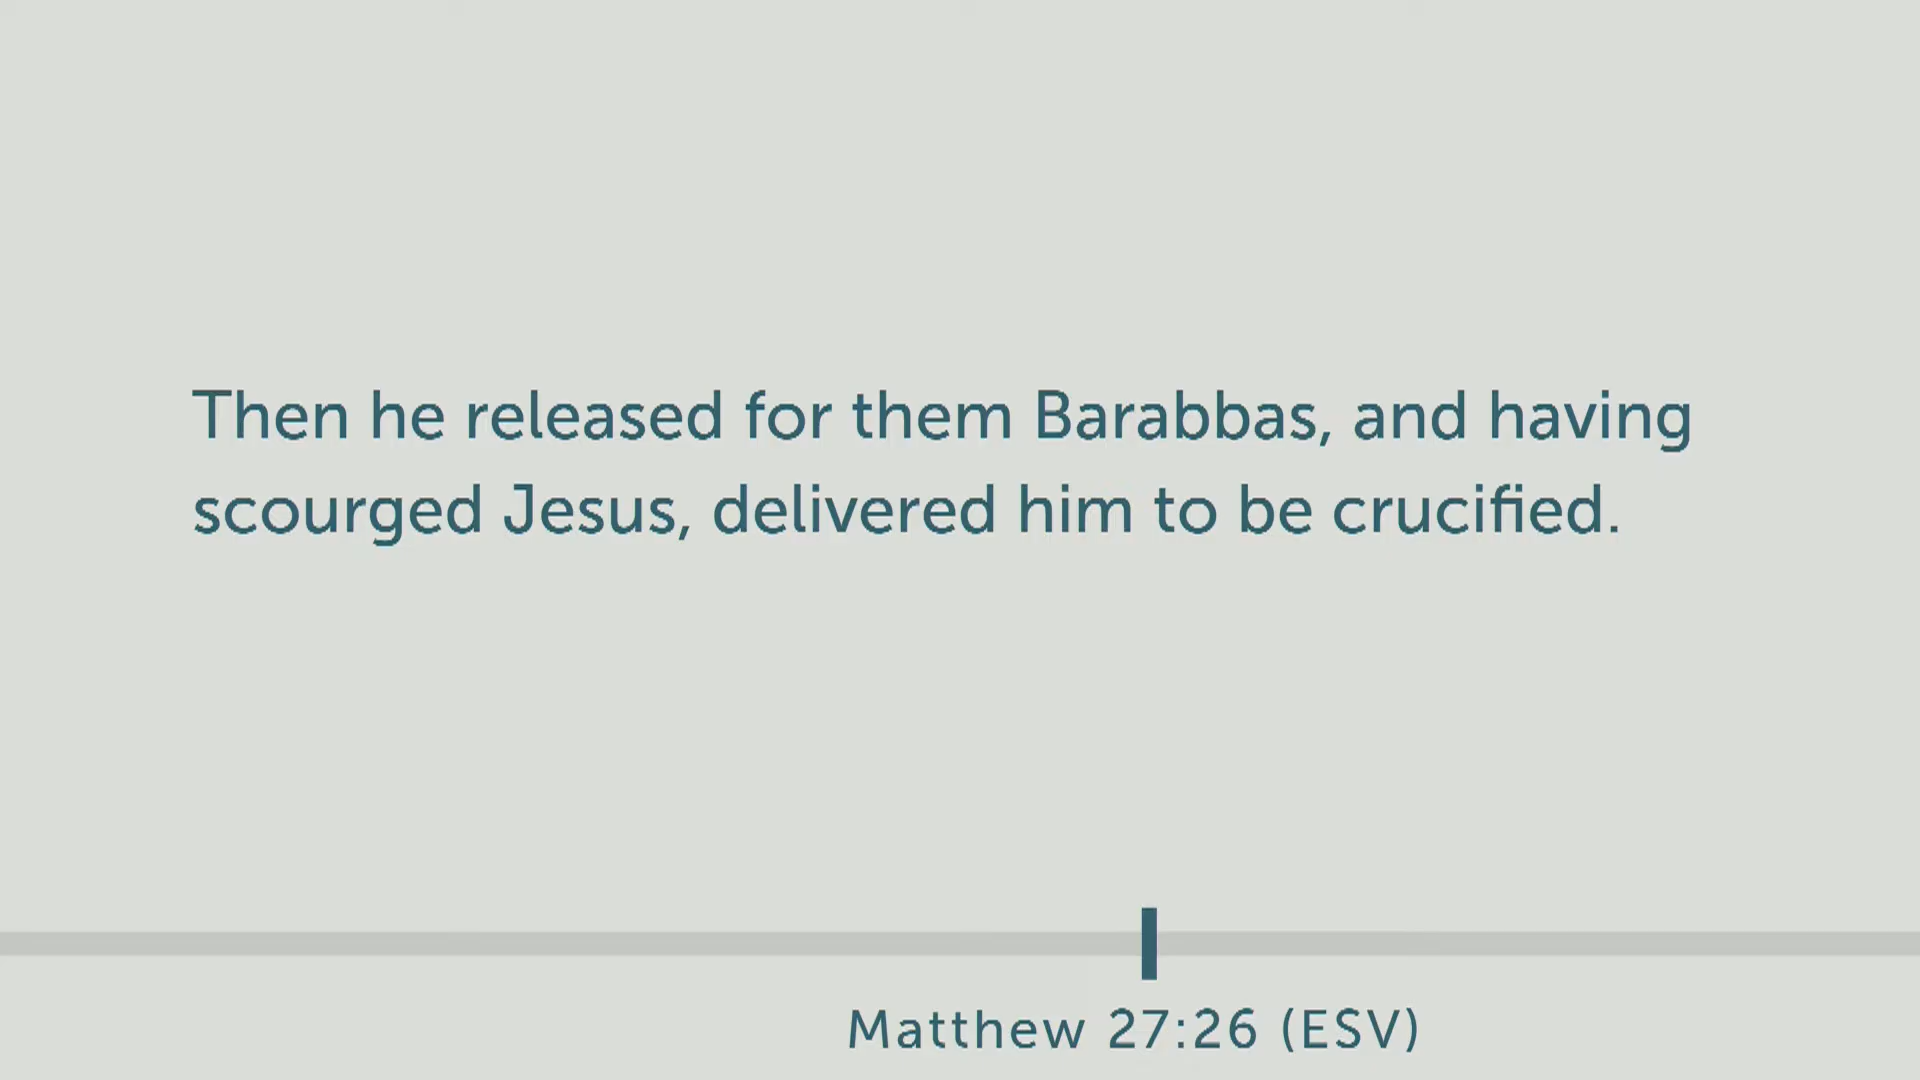 Then he released for them Barabbas, and having
scourged Jesus, delivered him to be crucified.
Matthew 27:26 (ESV)